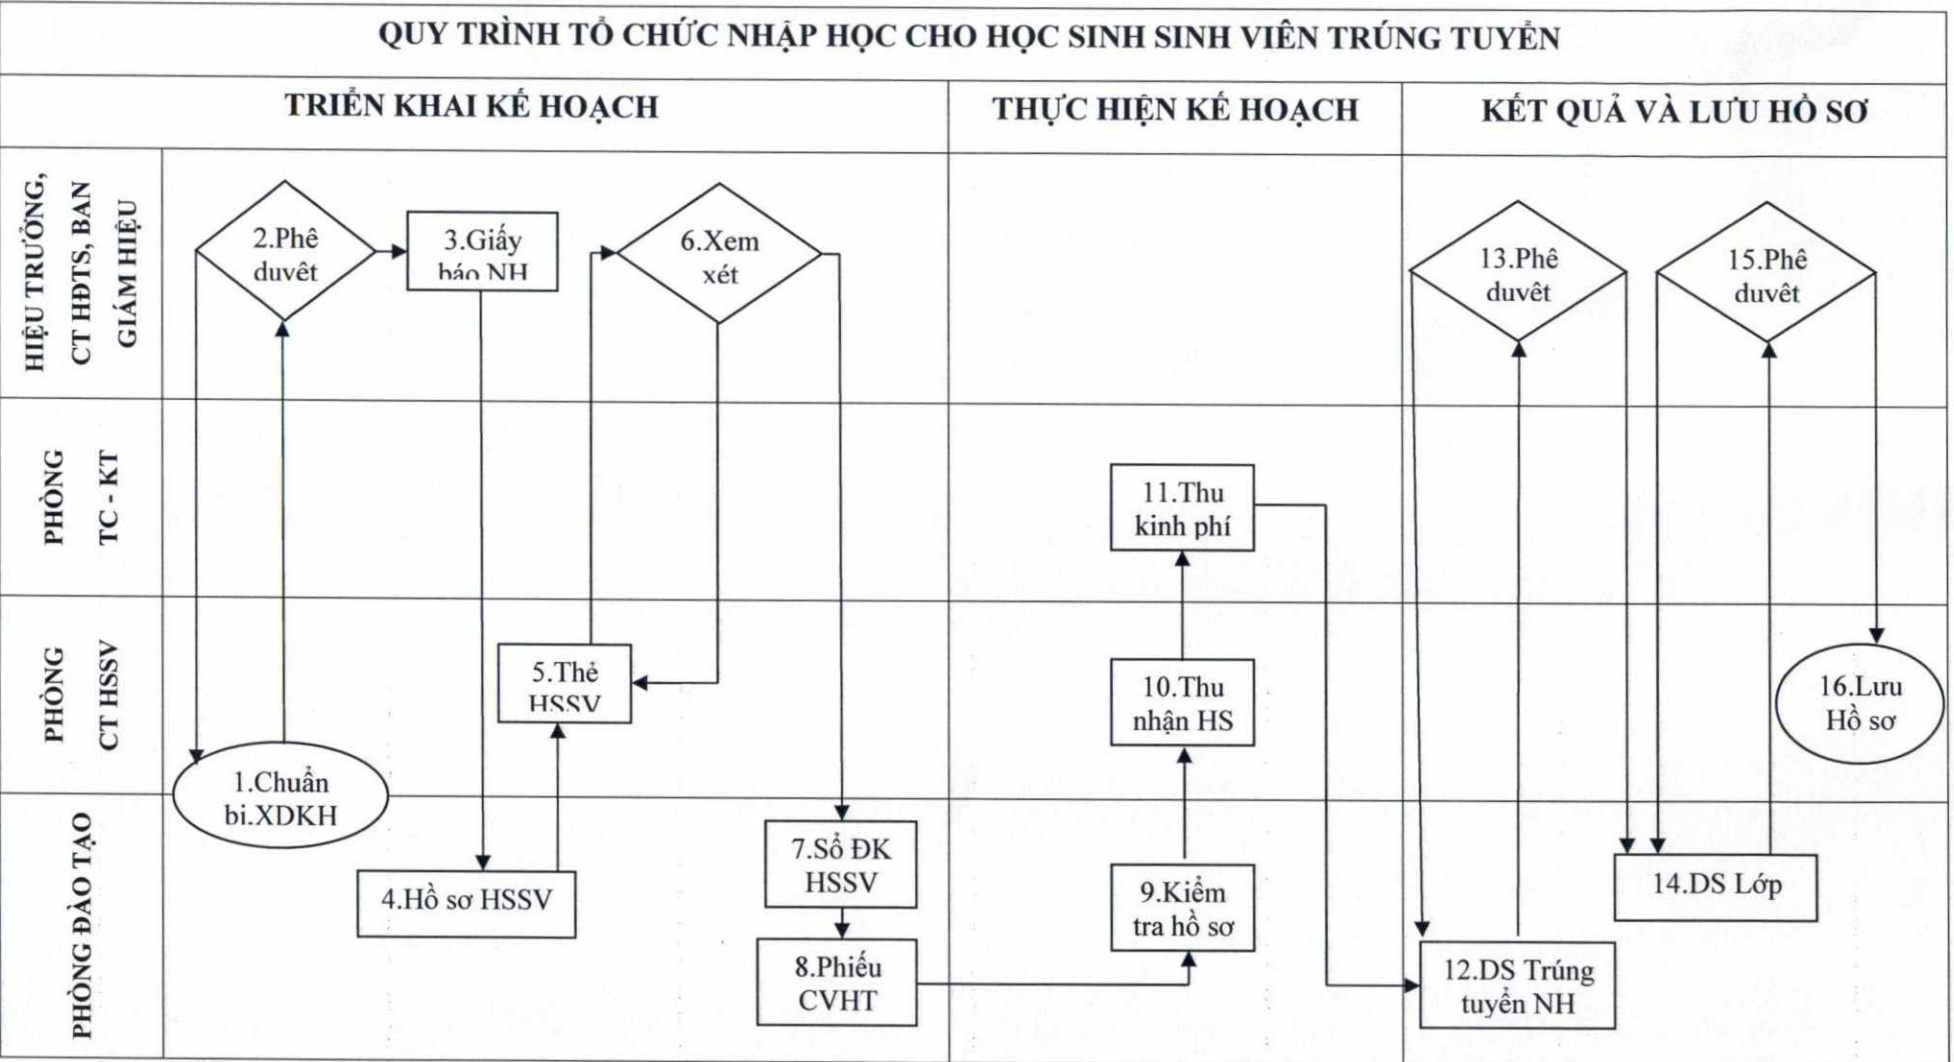 QUY TRÌNH TỔ CHỨC NHẬP HỌC CHO HỌC SINH SINH VIÊN TRÚNG TUYỂN
TRIỂN KHAI KẾ HOẠCH
THỰC HIỆN KẾ HOẠCH
KẾT QUẢ VÀ LƯU HỒ SƠ
HIỆU TRƯỞNG,
CT HĐTS, BAN
GIÁM HIỆU
2.Phê
duyệt
3.Giấy
báo NH
6.Xem
xét
13.Phê
duyệt
15.Phê
duyệt
PHÒNG
TC - KT
11.Thu
kinh phí
PHÒNG
CT HSSV
5.Thẻ
HSSV
10.Thu
nhận HS
16.Lưu
Hồ sơ
1.Chuẩn
bi.XDKH
PHÒNG ĐÀO TẠO
4.Hồ sơ HSSV
7.Sổ ĐK
HSSV
8.Phiếu
CVHT
9.Kiểm
tra hồ sơ
14.DS Lớp
12.DS Trúng
tuyển NH